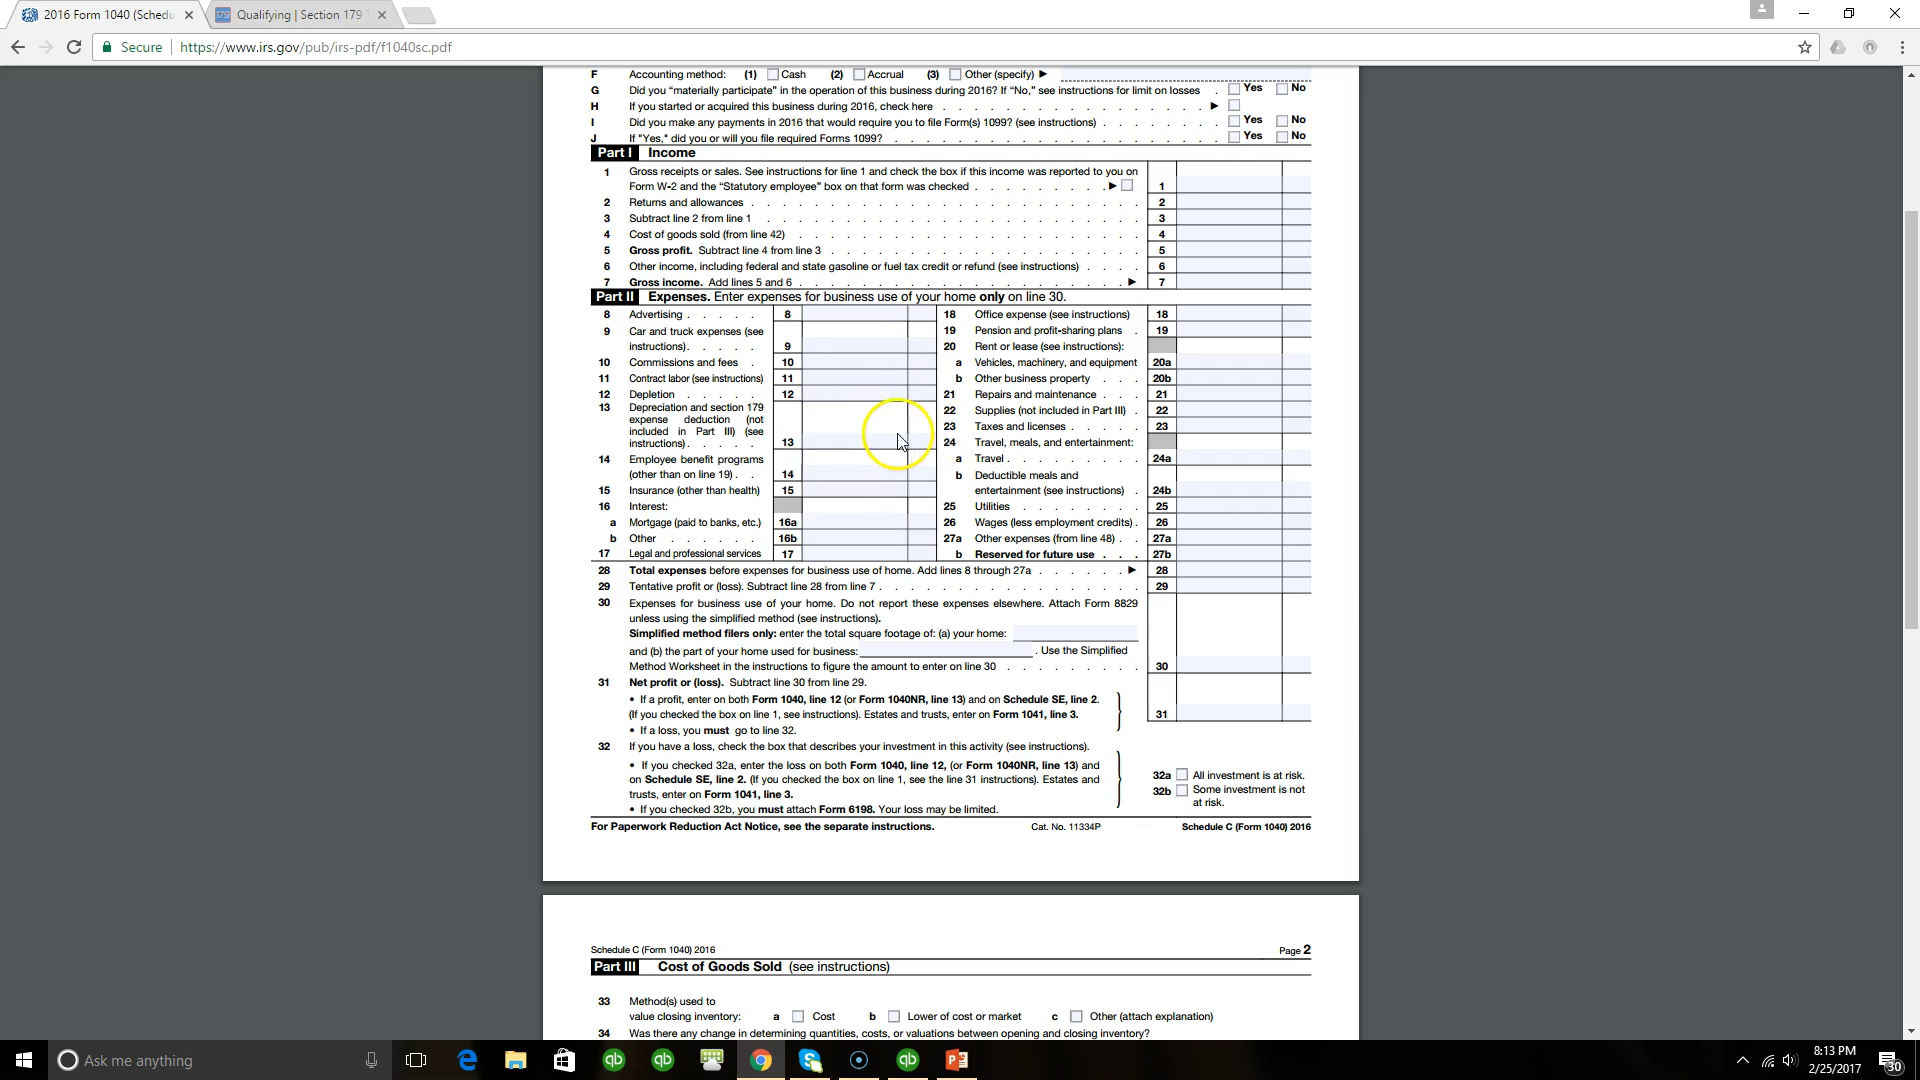 2016 Form 1040 (Schedu
Qualifying | Section 179
Secure
https://www.irs.gov/pub/irs-pdf/f1040sc.pdf
F Accounting method: (1) Cash (2) Accrual (3) Other (specify) ▶
G Did you “materially participate” in the operation of this business during 2016? If “No,” see instructions for limit on losses . Yes No
H If you started or acquired this business during 2016, check here . . . . . . . . . . . . . . . . ▶
I Did you make any payments in 2016 that would require you to file Form(s) 1099? (see instructions) . . . . . . . . Yes No
J If "Yes," did you or will you file required Forms 1099? . . . . . . . . . . . . . . . . . . . . . Yes No
Part I Income
1 Gross receipts or sales. See instructions for line 1 and check the box if this income was reported to you on
Form W-2 and the “Statutory employee” box on that form was checked . . . . . . . . . ▶ 1
2 Returns and allowances . . . . . . . . . . . . . . . . . . . . . . . . . 2
3 Subtract line 2 from line 1 . . . . . . . . . . . . . . . . . . . . . . . . 3
4 Cost of goods sold (from line 42) . . . . . . . . . . . . . . . . . . . . . . 4
5 Gross profit. Subtract line 4 from line 3 . . . . . . . . . . . . . . . . . . . . 5
6 Other income, including federal and state gasoline or fuel tax credit or refund (see instructions) . . . . 6
7 Gross income. Add lines 5 and 6 . . . . . . . . . . . . . . . . . . . . . ▶ 7
Part II Expenses. Enter expenses for business use of your home only on line 30.
8 Advertising . . . . . 8
9 Car and truck expenses (see
instructions). . . . . 9
10 Commissions and fees . 10
11 Contract labor (see instructions) 11
12 Depletion . . . . . 12
13 Depreciation and section 179
expense deduction (not
included in Part III) (see
instructions). . . . . 13
14 Employee benefit programs
(other than on line 19) . . 14
15 Insurance (other than health) 15
16 Interest:
a Mortgage (paid to banks, etc.) 16a
b Other . . . . . . 16b
17 Legal and professional services 17
18 Office expense (see instructions) 18
19 Pension and profit-sharing plans . 19
20 Rent or lease (see instructions):
a Vehicles, machinery, and equipment 20a
b Other business property . . . 20b
21 Repairs and maintenance . . . 21
22 Supplies (not included in Part III) . 22
23 Taxes and licenses . . . . . 23
24 Travel, meals, and entertainment:
a Travel . . . . . . . . . 24a
b Deductible meals and
entertainment (see instructions) . 24b
25 Utilities . . . . . . . . 25
26 Wages (less employment credits) . 26
27a Other expenses (from line 48) . . 27a
b Reserved for future use . . . 27b
28 Total expenses before expenses for business use of home. Add lines 8 through 27a . . . . . . ▶ 28
29 Tentative profit or (loss). Subtract line 28 from line 7 . . . . . . . . . . . . . . . . . 29
30 Expenses for business use of your home. Do not report these expenses elsewhere. Attach Form 8829
unless using the simplified method (see instructions).
Simplified method filers only: enter the total square footage of: (a) your home:
and (b) the part of your home used for business: . Use the Simplified
Method Worksheet in the instructions to figure the amount to enter on line 30 . . . . . . . . . 30
31 Net profit or (loss). Subtract line 30 from line 29.
• If a profit, enter on both Form 1040, line 12 (or Form 1040NR, line 13) and on Schedule SE, line 2.
(If you checked the box on line 1, see instructions). Estates and trusts, enter on Form 1041, line 3. 31
• If a loss, you must go to line 32.
32 If you have a loss, check the box that describes your investment in this activity (see instructions).
• If you checked 32a, enter the loss on both Form 1040, line 12, (or Form 1040NR, line 13) and
on Schedule SE, line 2. (If you checked the box on line 1, see the line 31 instructions). Estates and
trusts, enter on Form 1041, line 3.
• If you checked 32b, you must attach Form 6198. Your loss may be limited.
32a All investment is at risk.
32b Some investment is not
at risk.
For Paperwork Reduction Act Notice, see the separate instructions. Cat. No. 11334P Schedule C (Form 1040) 2016
Schedule C (Form 1040) 2016 Page 2
Part III Cost of Goods Sold (see instructions)
33 Method(s) used to
value closing inventory: a Cost b Lower of cost or market c Other (attach explanation)
34 Was there any change in determining quantities, costs, or valuations between opening and closing inventory?
Ask me anything
8:13 PM
2/25/2017
30